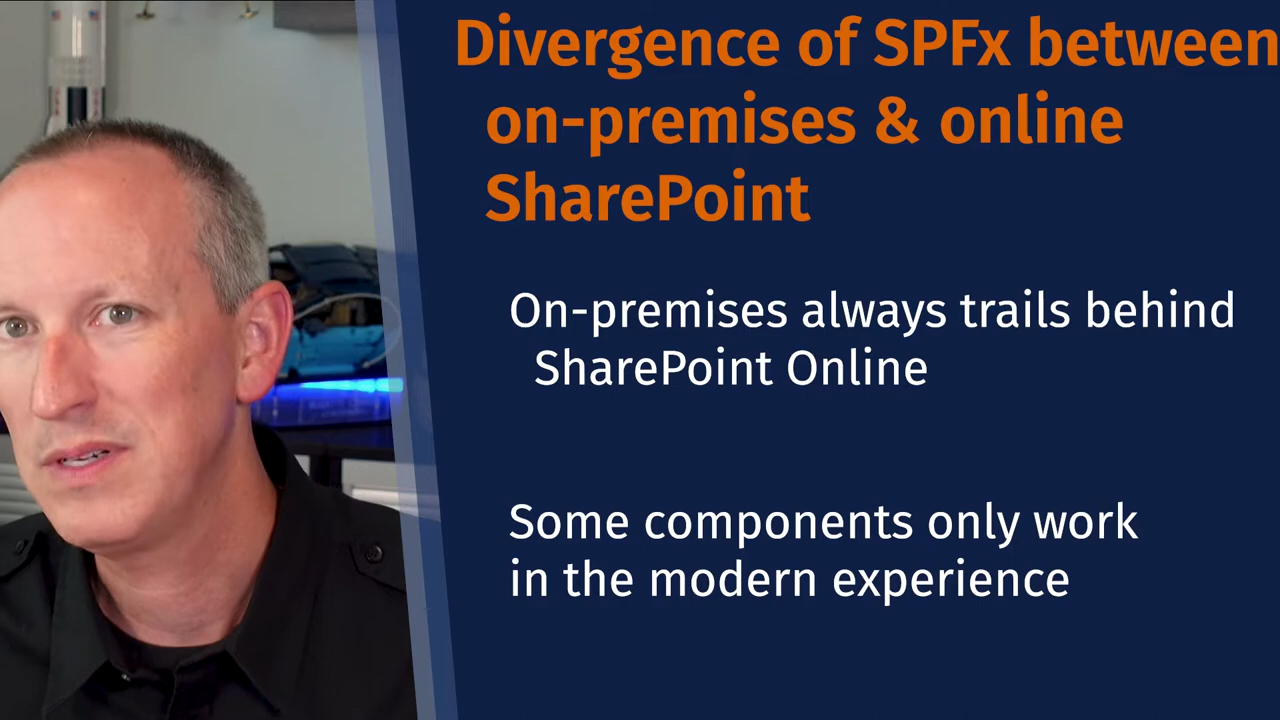 Divergence of SPFx between
on-premises & online
SharePoint
On-premises always trails behind
SharePoint Online
Some components only work
in the modern experience